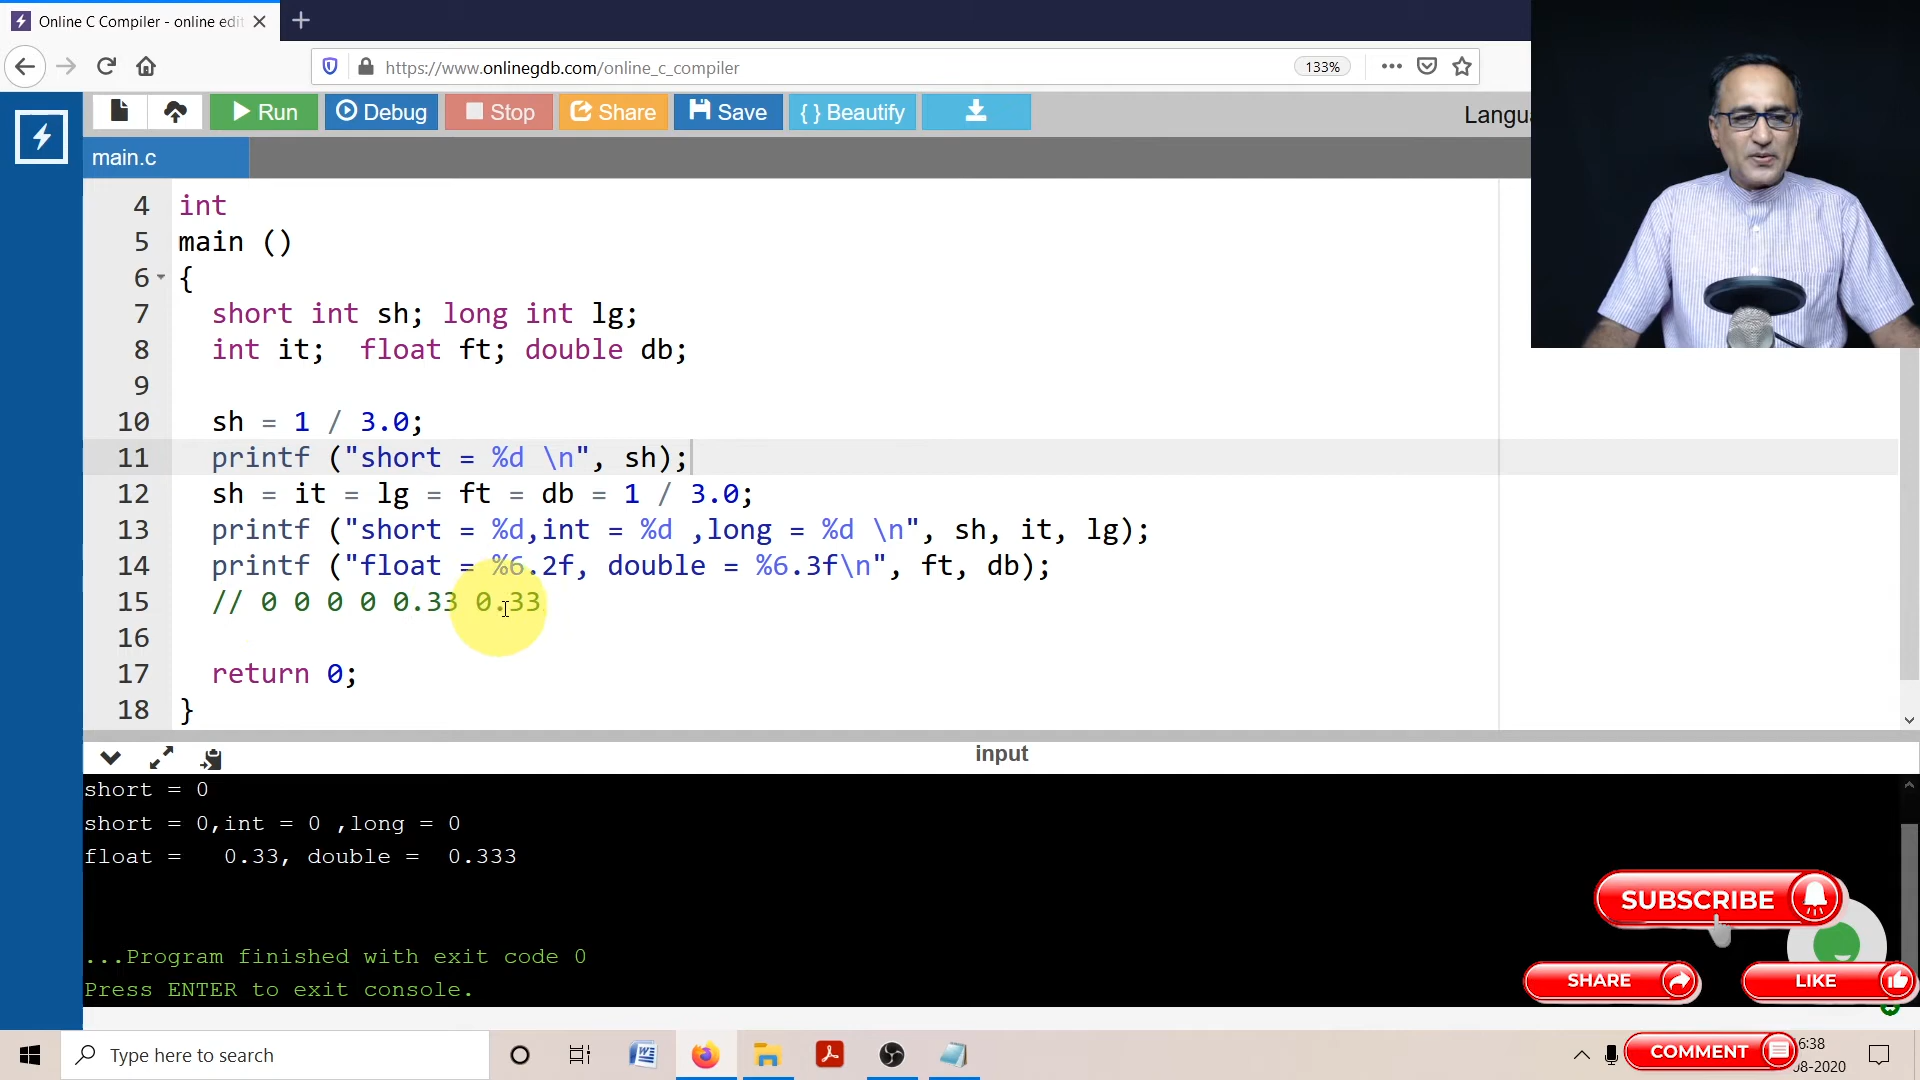 Online C Compiler - online edit
https://www.onlinegdb.com/online_c_compiler
133%
Run
Debug
Stop
Share
Save
{ } Beautify
Langu
main.c
4 int
5 main ()
6 {
7 short int sh; long int lg;
8 int it; float ft; double db;
9
10 sh = 1 / 3.0;
11 printf ("short = %d \n", sh);
12 sh = it = lg = ft = db = 1 / 3.0;
13 printf ("short = %d,int = %d ,long = %d \n", sh, it, lg);
14 printf ("float = %6.2f, double = %6.3f\n", ft, db);
15 // 0 0 0 0 0.33 0.33
16
17 return 0;
18 }
input
short = 0
short = 0,int = 0 ,long = 0
float =   0.33, double =  0.333
...Program finished with exit code 0
Press ENTER to exit console.
SUBSCRIBE
SHARE
LIKE
Type here to search
COMMENT
6:38
08-2020